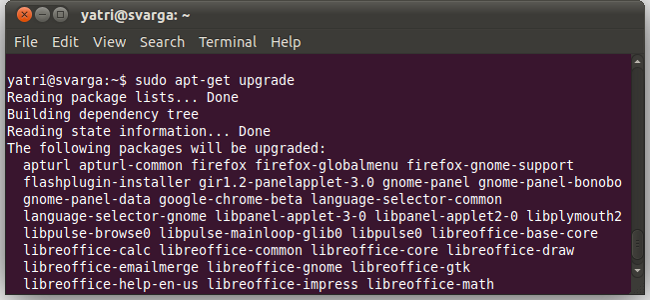 yatri@svarga: ~
File Edit View Search Terminal Help
yatri@svarga:~$ sudo apt-get upgrade
Reading package lists... Done
Building dependency tree
Reading state information... Done
The following packages will be upgraded:
apturl apturl-common firefox firefox-globalmenu firefox-gnome-support
flashplugin-installer gir1.2-panelapplet-3.0 gnome-panel gnome-panel-bonobo
gnome-panel-data google-chrome-beta language-selector-common
language-selector-gnome libpanel-applet-3-0 libpanel-applet2-0 libplymouth2
libpulse-browse0 libpulse-mainloop-glib0 libpulse0 libreoffice-base-core
libreoffice-calc libreoffice-common libreoffice-core libreoffice-draw
libreoffice-emailmerge libreoffice-gnome libreoffice-gtk
libreoffice-help-en-us libreoffice-impress libreoffice-math